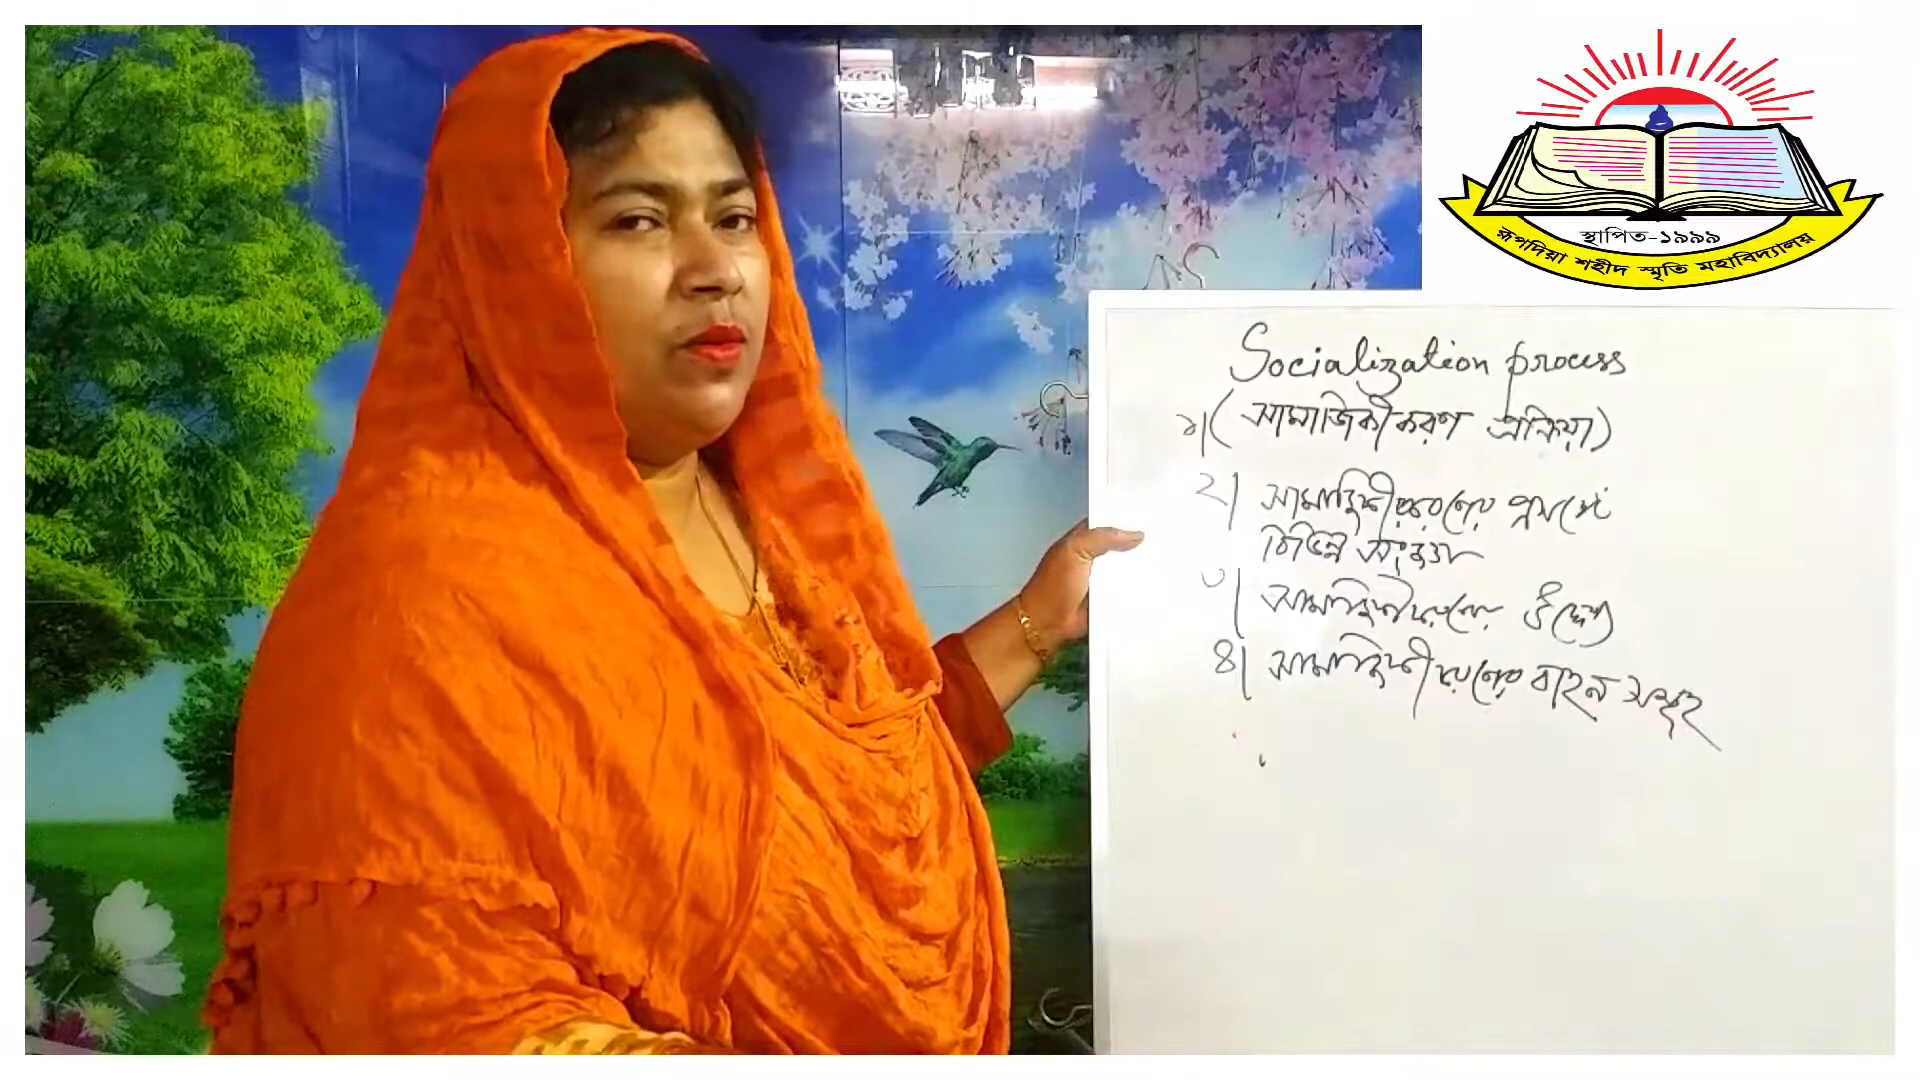 স্থাপিত-১৯৯৯
রূপদিয়া শহীদ স্মৃতি মহাবিদ্যালয়
Socialization process
১। (সামাজিকীকরণ প্রক্রিয়া)
২। সামাজিকীকরণের প্রসঙ্গে
বিভিন্ন সংজ্ঞা
৩। সামাজিকীকরণের উদ্দেশ্য
৪। সামাজিকীকরণের বাহন সমূহ